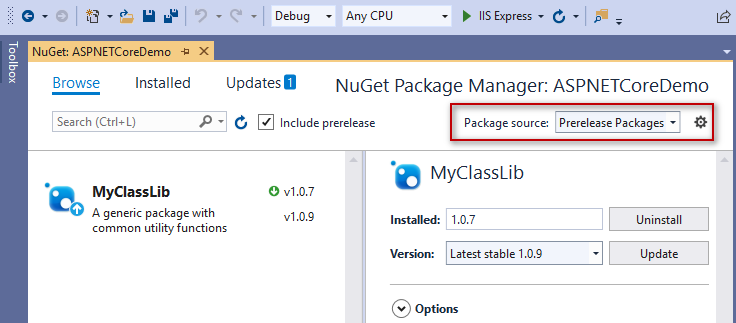 Debug
Any CPU
IIS Express
Toolbox
NuGet: ASPNETCoreDemo
Browse
Installed
Updates 1
NuGet Package Manager: ASPNETCoreDemo
Search (Ctrl+L)
Include prerelease
Package source: Prerelease Packages
MyClassLib
v1.0.7
A generic package with
common utility functions
v1.0.9
MyClassLib
Installed: 1.0.7
Uninstall
Version: Latest stable 1.0.9
Update
Options